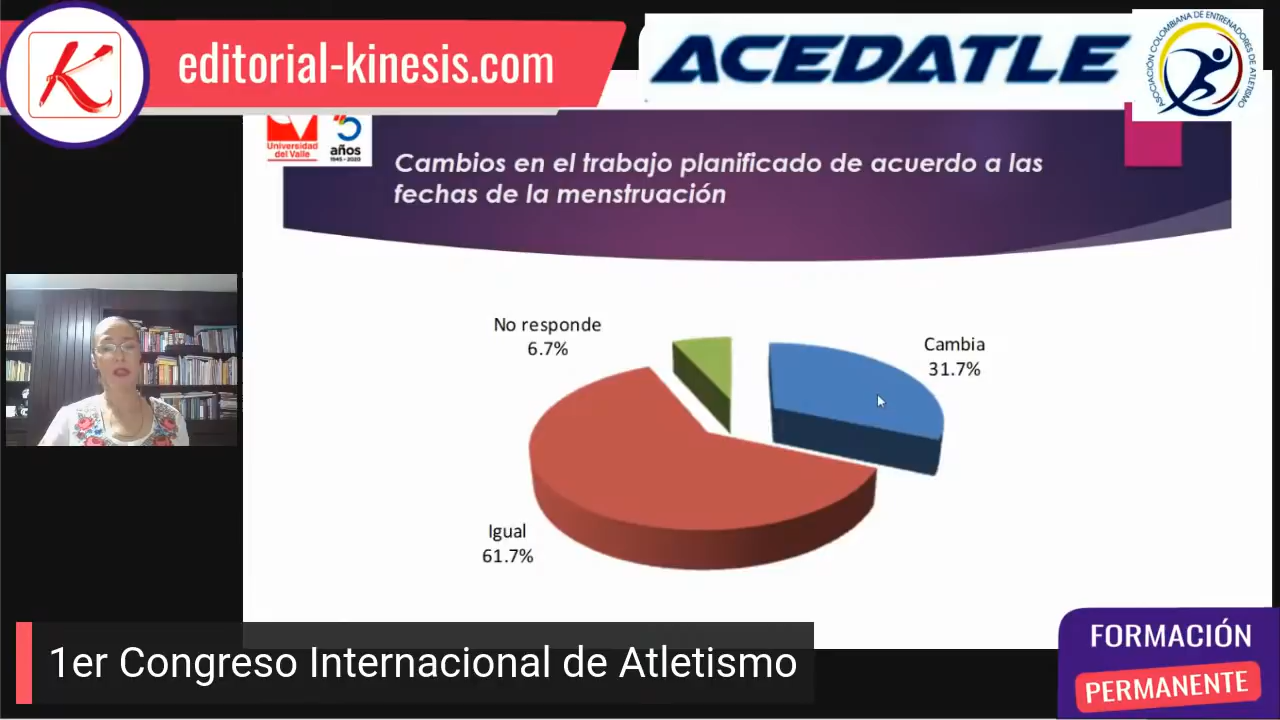 editorial-kinesis.com
ACEDATLE
ASOCIACIÓN COLOMBIANA DE ENTRENADORES DE ATLETISMO
Universidad
del Valle
años
1945 - 2020
Cambios en el trabajo planificado de acuerdo a las
fechas de la menstruación
No responde
6.7%
Cambia
31.7%
Igual
61.7%
1er Congreso Internacional de Atletismo
FORMACIÓN
PERMANENTE